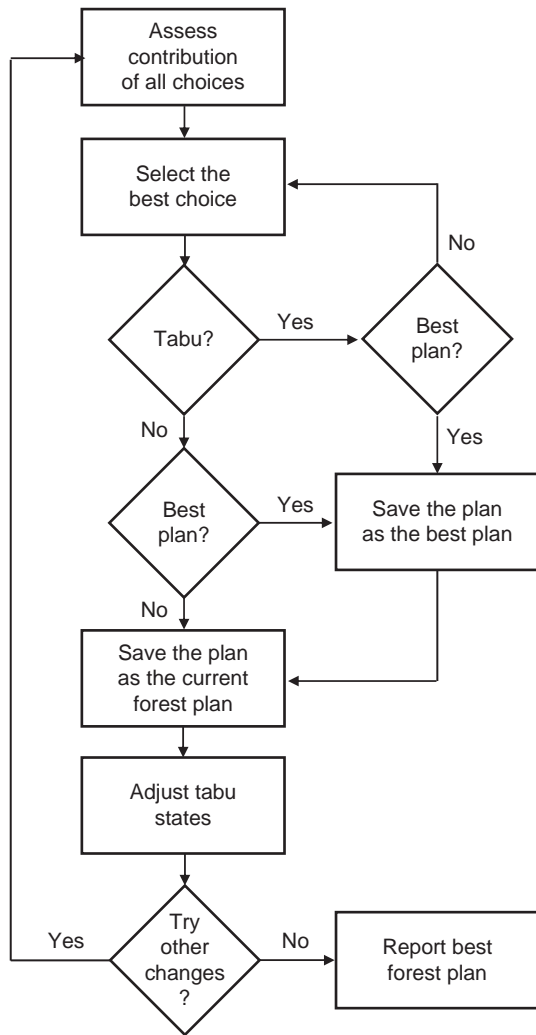 Assess
contribution
of all choices
Select the
best choice
No
Tabu?
Yes
Best
plan?
No
Yes
Best
plan?
Yes
Save the plan
as the best plan
No
Save the plan
as the current
forest plan
Adjust tabu
states
Yes
Try
other
changes
?
No
Report best
forest plan